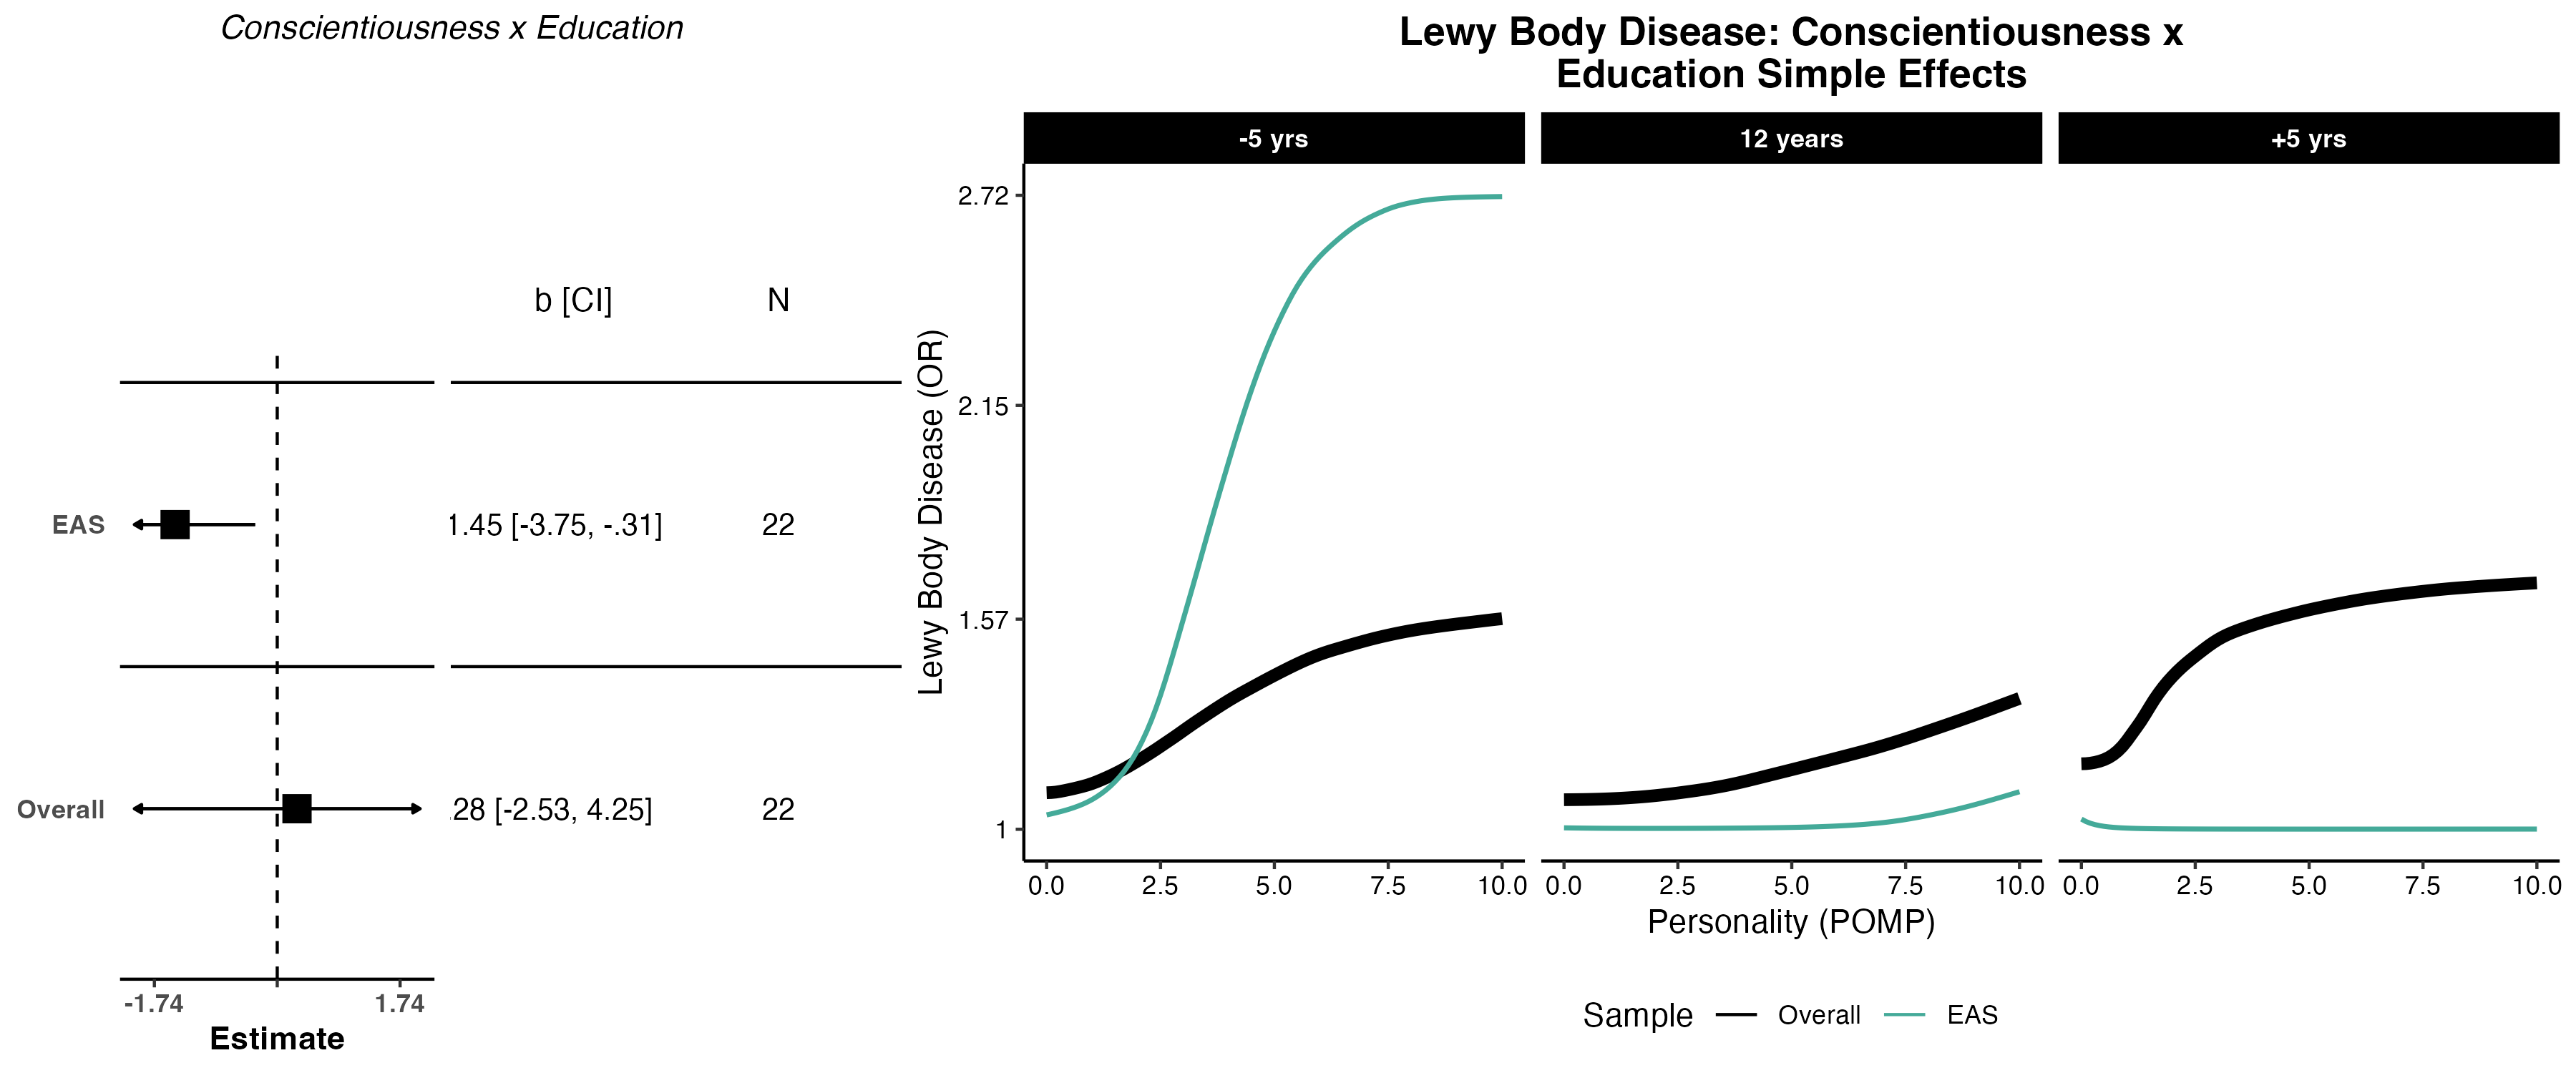 Conscientiousness x Education
b [CI]
N
EAS
1.45 [-3.75, -.31]
22
Overall
.28 [-2.53, 4.25]
22
-1.74
1.74
Estimate
Lewy Body Disease: Conscientiousness x
Education Simple Effects
-5 yrs
12 years
+5 yrs
Lewy Body Disease (OR)
2.72
2.15
1.57
1
0.0 2.5 5.0 7.5 10.0
0.0 2.5 5.0 7.5 10.0
0.0 2.5 5.0 7.5 10.0
Personality (POMP)
Sample Overall EAS